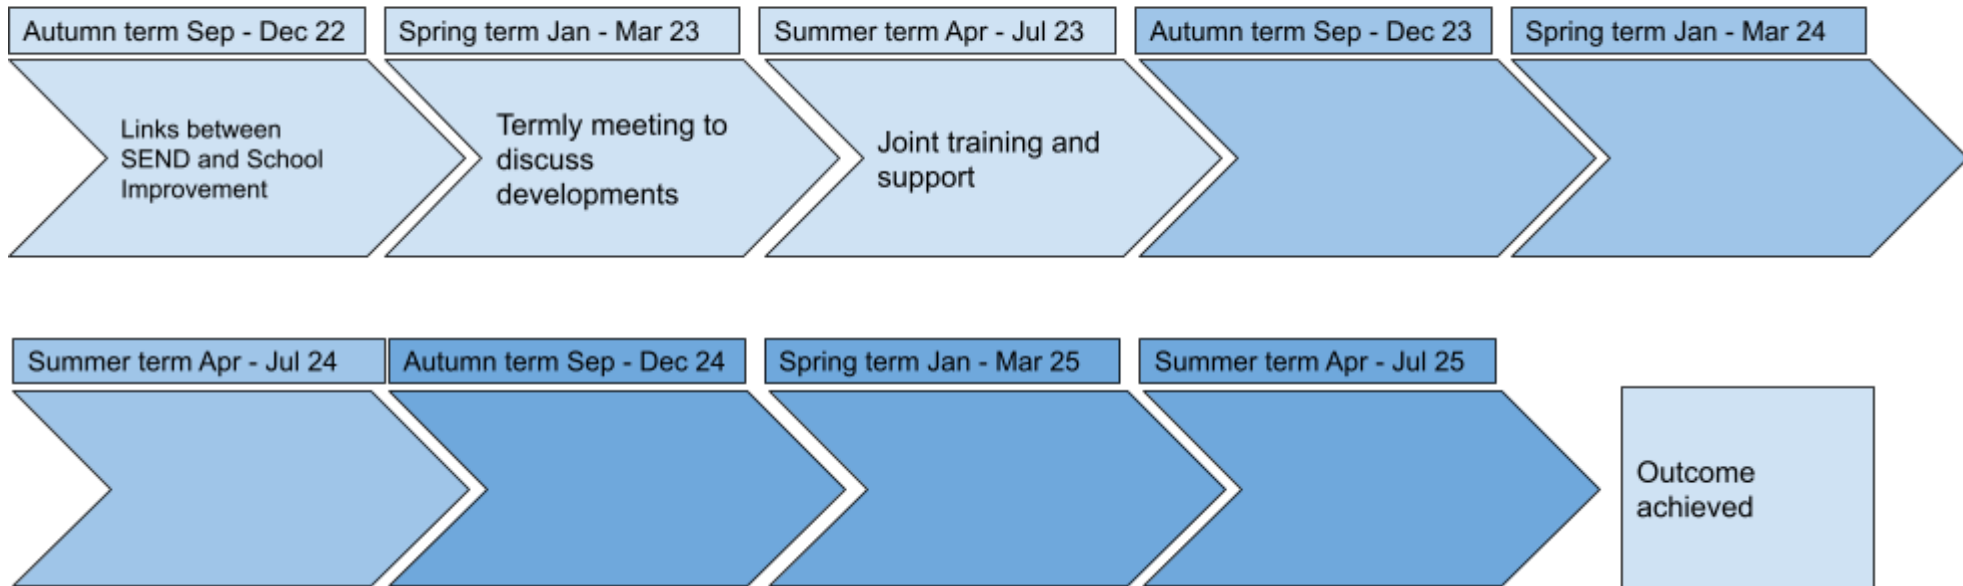 Autumn term Sep - Dec 22
Spring term Jan - Mar 23
Summer term Apr - Jul 23
Autumn term Sep - Dec 23
Spring term Jan - Mar 24
Links between
SEND and School
Improvement
Termly meeting to
discuss
developments
Joint training and
support
Summer term Apr - Jul 24
Autumn term Sep - Dec 24
Spring term Jan - Mar 25
Summer term Apr - Jul 25
Outcome
achieved